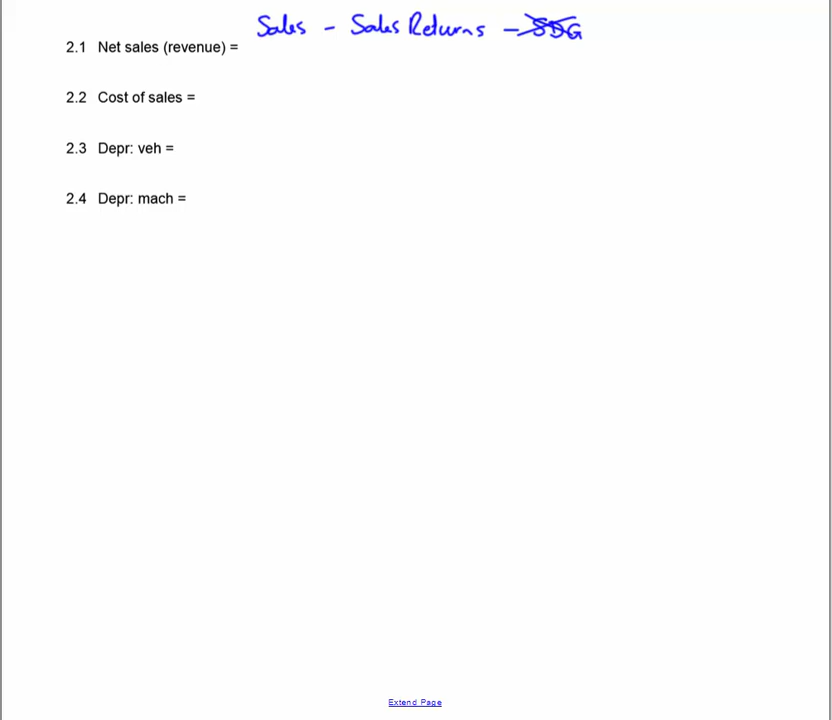 Sales - Sales Returns - SDG
2.1 Net sales (revenue) =
2.2 Cost of sales =
2.3 Depr: veh =
2.4 Depr: mach =
Extend Page